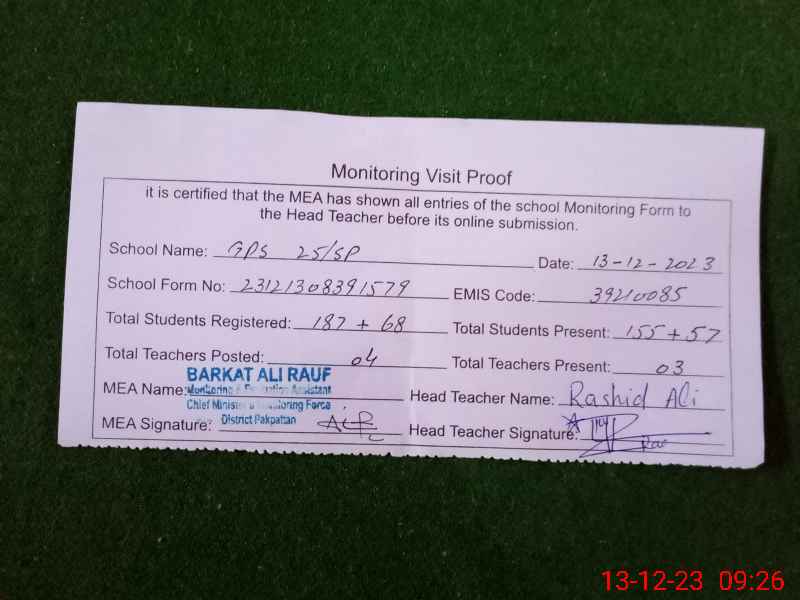 Monitoring Visit Proof
it is certified that the MEA has shown all entries of the school Monitoring Form to
the Head Teacher before its online submission.
School Name: GPS 25/SP Date: 13-12-2023
School Form No: 23121308391579 EMIS Code: 39210085
Total Students Registered: 187 + 68 Total Students Present: 155 + 57
Total Teachers Posted: 04 Total Teachers Present: 03
BARKAT ALI RAUF
MEA Name: Monitoring & Evaluation Assistant Head Teacher Name: Rashid Ali
Chief Minister's Monitoring Force
District Pakpattan
MEA Signature: Head Teacher Signature:
13-12-23 09:26